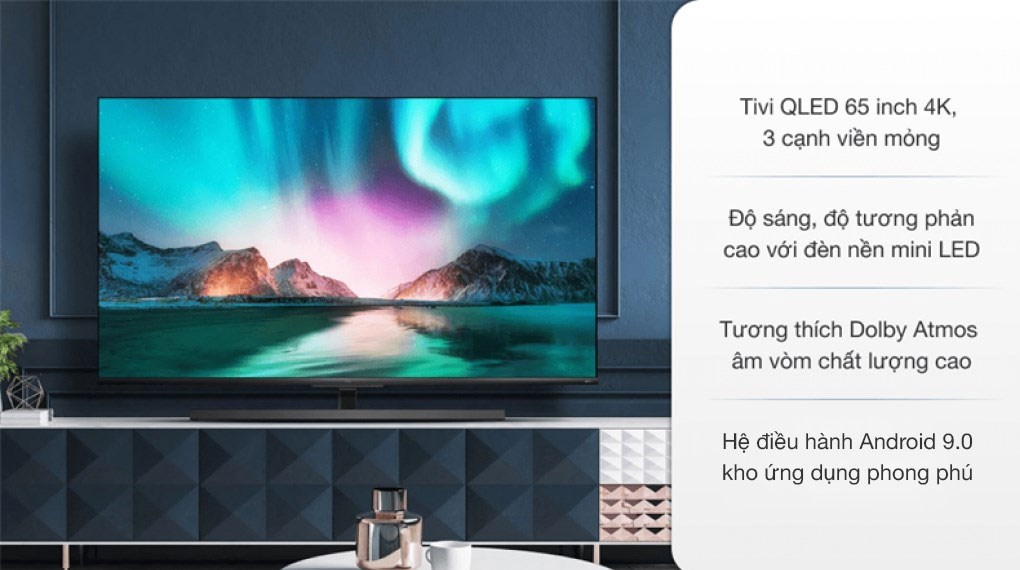 Tivi QLED 65 inch 4K,
3 cạnh viền mỏng
Độ sáng, độ tương phản
cao với đèn nền mini LED
Tương thích Dolby Atmos
âm vòm chất lượng cao
Hệ điều hành Android 9.0
kho ứng dụng phong phú